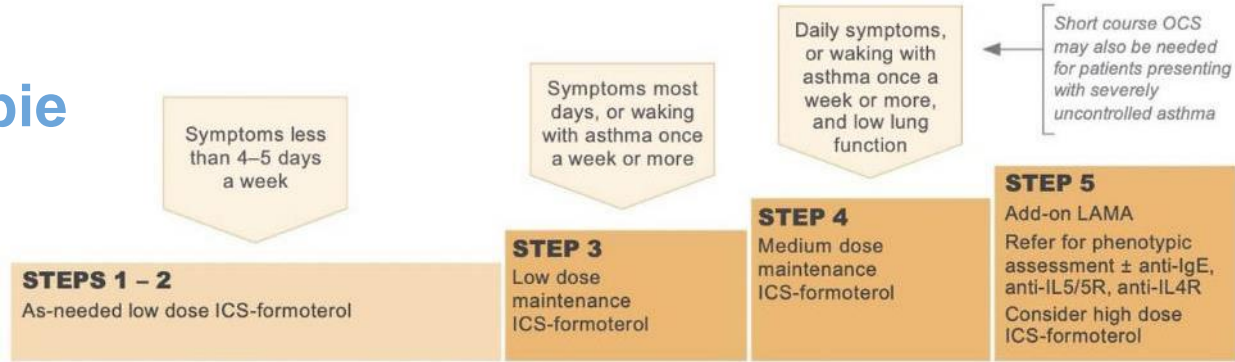 pie
Symptoms less
than 4–5 days
a week
Symptoms most
days, or waking
with asthma once
a week or more
Daily symptoms,
or waking with
asthma once a
week or more,
and low lung
function
Short course OCS
may also be needed
for patients presenting
with severely
uncontrolled asthma
STEPS 1 – 2
As-needed low dose ICS-formoterol
STEP 3
Low dose
maintenance
ICS-formoterol
STEP 4
Medium dose
maintenance
ICS-formoterol
STEP 5
Add-on LAMA
Refer for phenotypic
assessment ± anti-IgE,
anti-IL5/5R, anti-IL4R
Consider high dose
ICS-formoterol